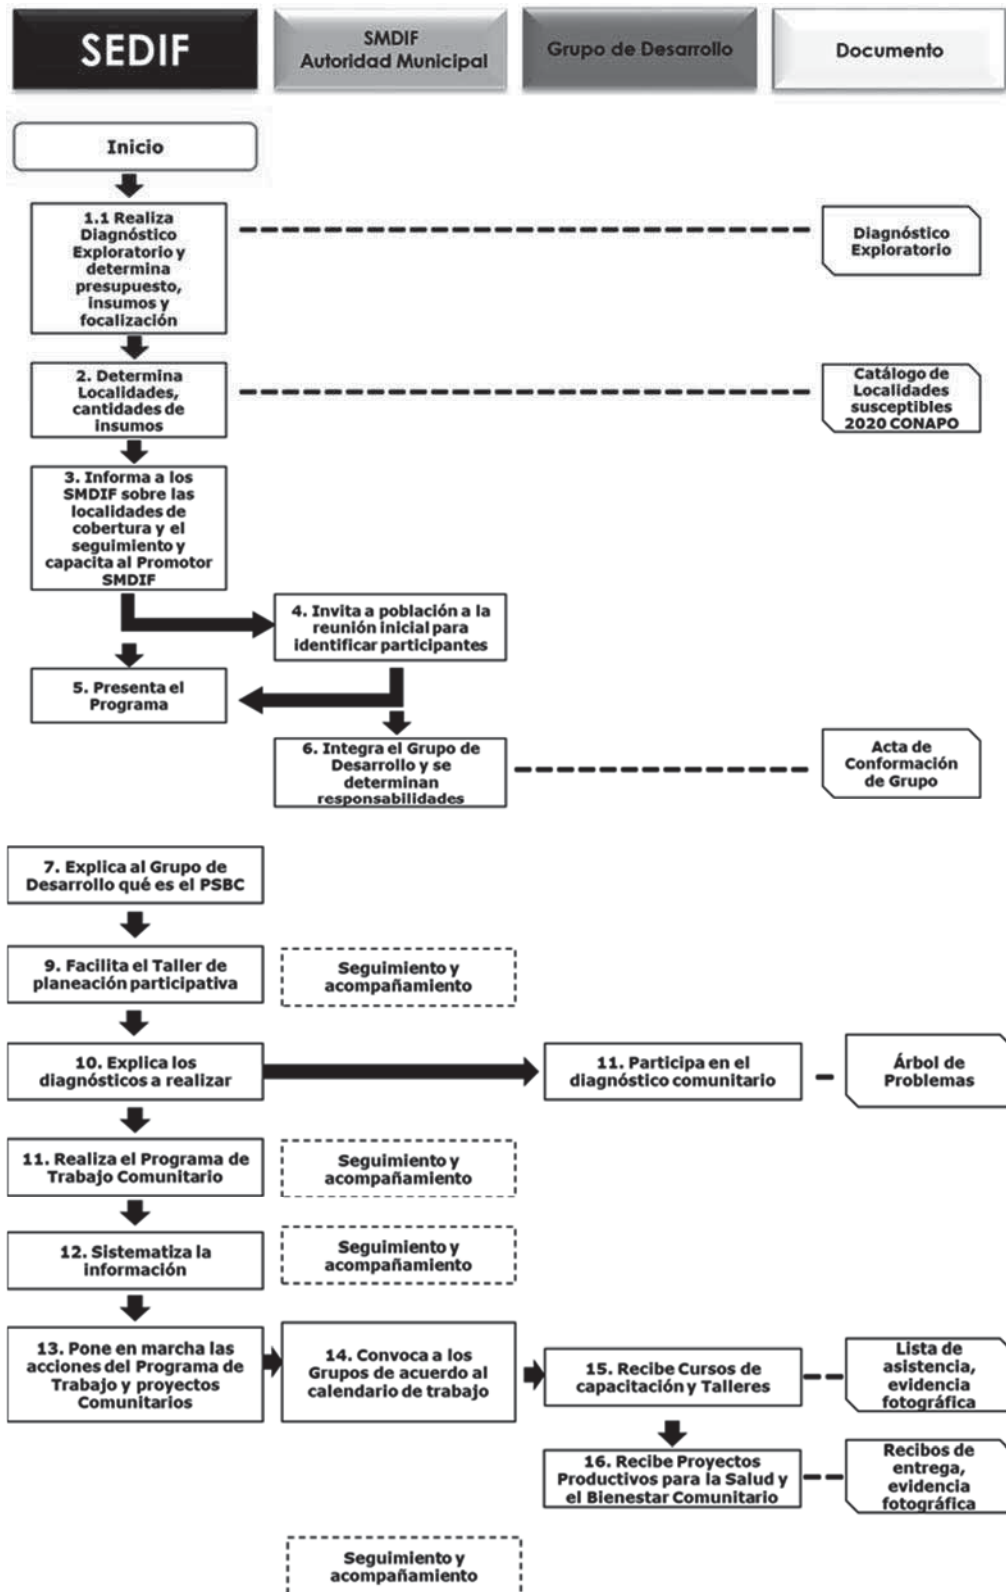 SEDIF
SMDIF
Autoridad Municipal
Grupo de Desarrollo
Documento
Inicio
1.1 Realiza
Diagnóstico
Exploratorio y
determina
presupuesto,
insumos y
focalización
Diagnóstico
Exploratorio
2. Determina
Localidades,
cantidades de
insumos
Catálogo de
Localidades
susceptibles
2020 CONAPO
3. Informa a los
SMDIF sobre las
localidades de
cobertura y el
seguimiento y
capacita al Promotor
SMDIF
4. Invita a población a la
reunión inicial para
identificar participantes
5. Presenta el
Programa
6. Integra el Grupo de
Desarrollo y se
determinan
responsabilidades
Acta de
Conformación
de Grupo
7. Explica al Grupo de
Desarrollo qué es el PSBC
9. Facilita el Taller de
planeación participativa
Seguimiento y
acompañamiento
10. Explica los
diagnósticos a realizar
11. Participa en el
diagnóstico comunitario
Árbol de
Problemas
11. Realiza el Programa de
Trabajo Comunitario
Seguimiento y
acompañamiento
12. Sistematiza la
información
Seguimiento y
acompañamiento
13. Pone en marcha las
acciones del Programa de
Trabajo y proyectos
Comunitarios
14. Convoca a los
Grupos de acuerdo al
calendario de trabajo
15. Recibe Cursos de
capacitación y Talleres
Lista de
asistencia,
evidencia
fotográfica
16. Recibe Proyectos
Productivos para la Salud y
el Bienestar Comunitario
Recibos de
entrega,
evidencia
fotográfica
Seguimiento y
acompañamiento